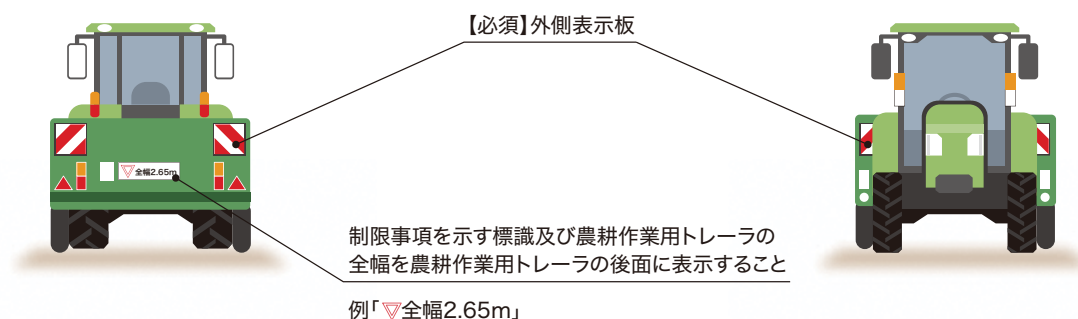 【必須】外側表示板
▽全幅2.65m
制限事項を示す標識及び農耕作業用トレーラの
全幅を農耕作業用トレーラの後面に表示すること
例「▽全幅2.65m」